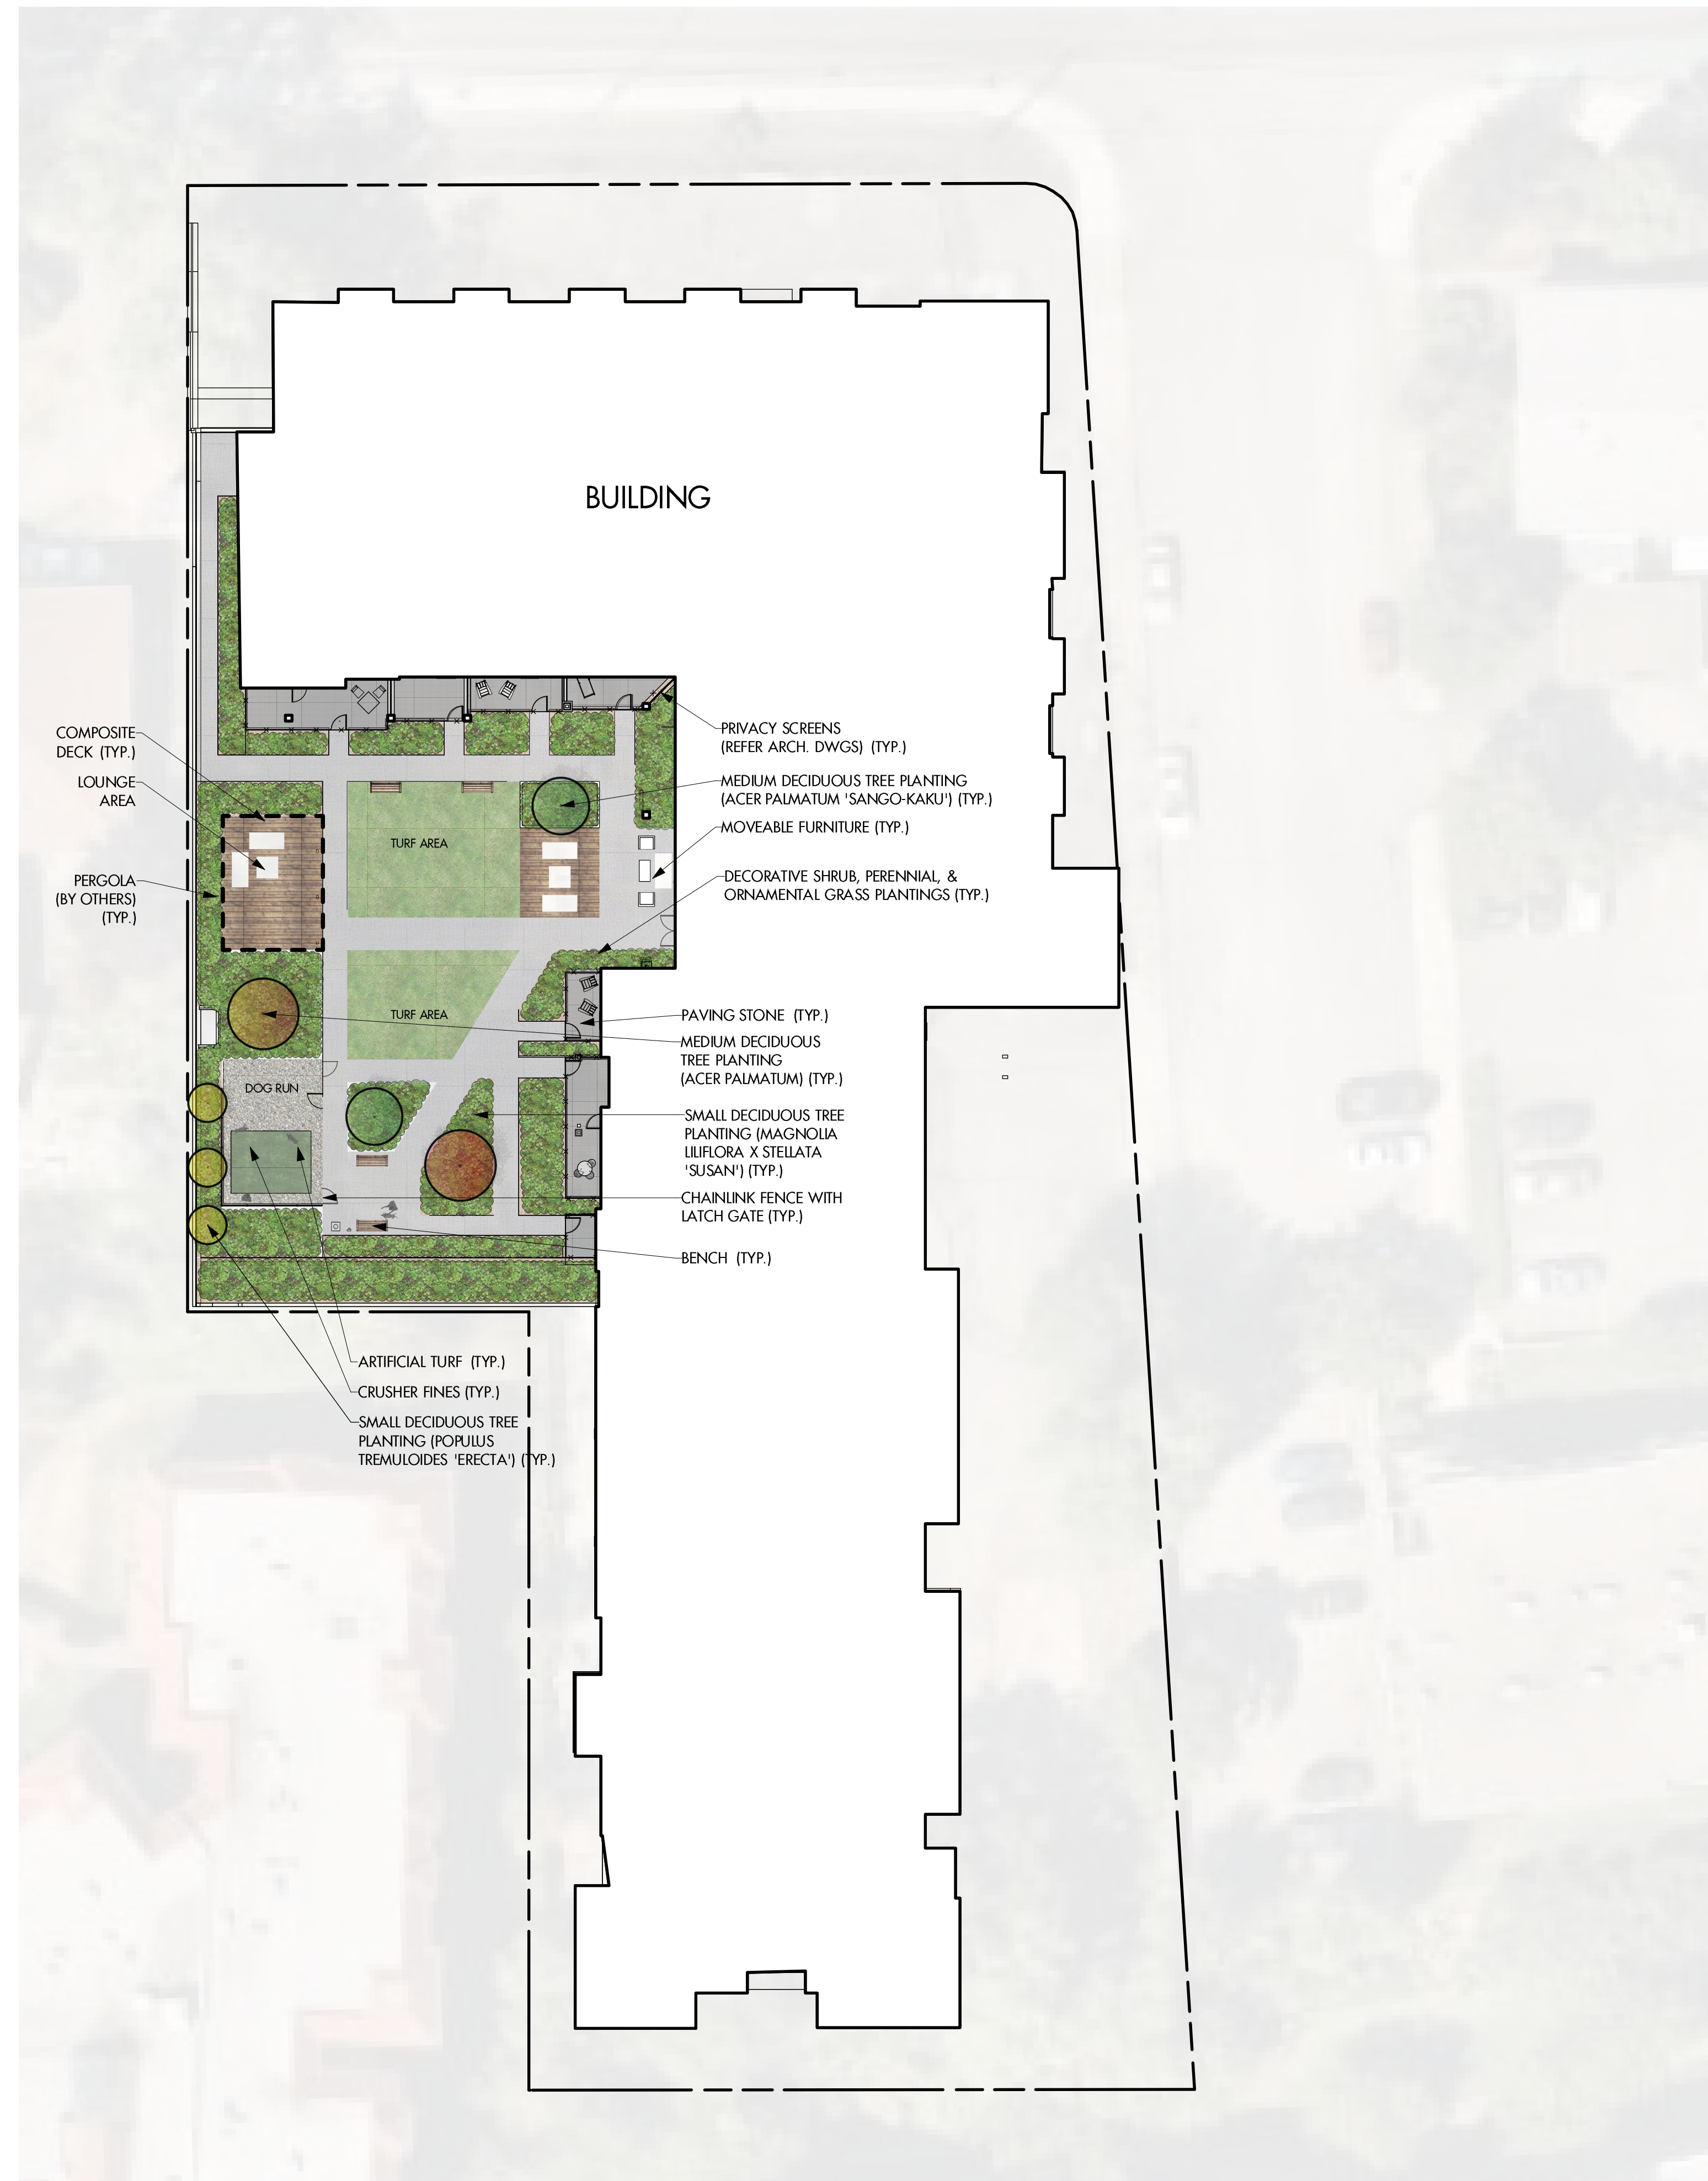 BUILDING
COMPOSITE
DECK (TYP.)
LOUNGE
AREA
PERGOLA
(BY OTHERS)
(TYP.)
PRIVACY SCREENS
(REFER ARCH. DWGS) (TYP.)
MEDIUM DECIDUOUS TREE PLANTING
(ACER PALMATUM 'SANGO-KAKU') (TYP.)
MOVEABLE FURNITURE (TYP.)
DECORATIVE SHRUB, PERENNIAL, &
ORNAMENTAL GRASS PLANTINGS (TYP.)
TURF AREA
TURF AREA
DOG RUN
PAVING STONE (TYP.)
MEDIUM DECIDUOUS
TREE PLANTING
(ACER PALMATUM) (TYP.)
SMALL DECIDUOUS TREE
PLANTING (MAGNOLIA
LILIFLORA X STELLATA
'SUSAN') (TYP.)
CHAINLINK FENCE WITH
LATCH GATE (TYP.)
BENCH (TYP.)
ARTIFICIAL TURF (TYP.)
CRUSHER FINES (TYP.)
SMALL DECIDUOUS TREE
PLANTING (POPULUS
TREMULOIDES 'ERECTA') (TYP.)